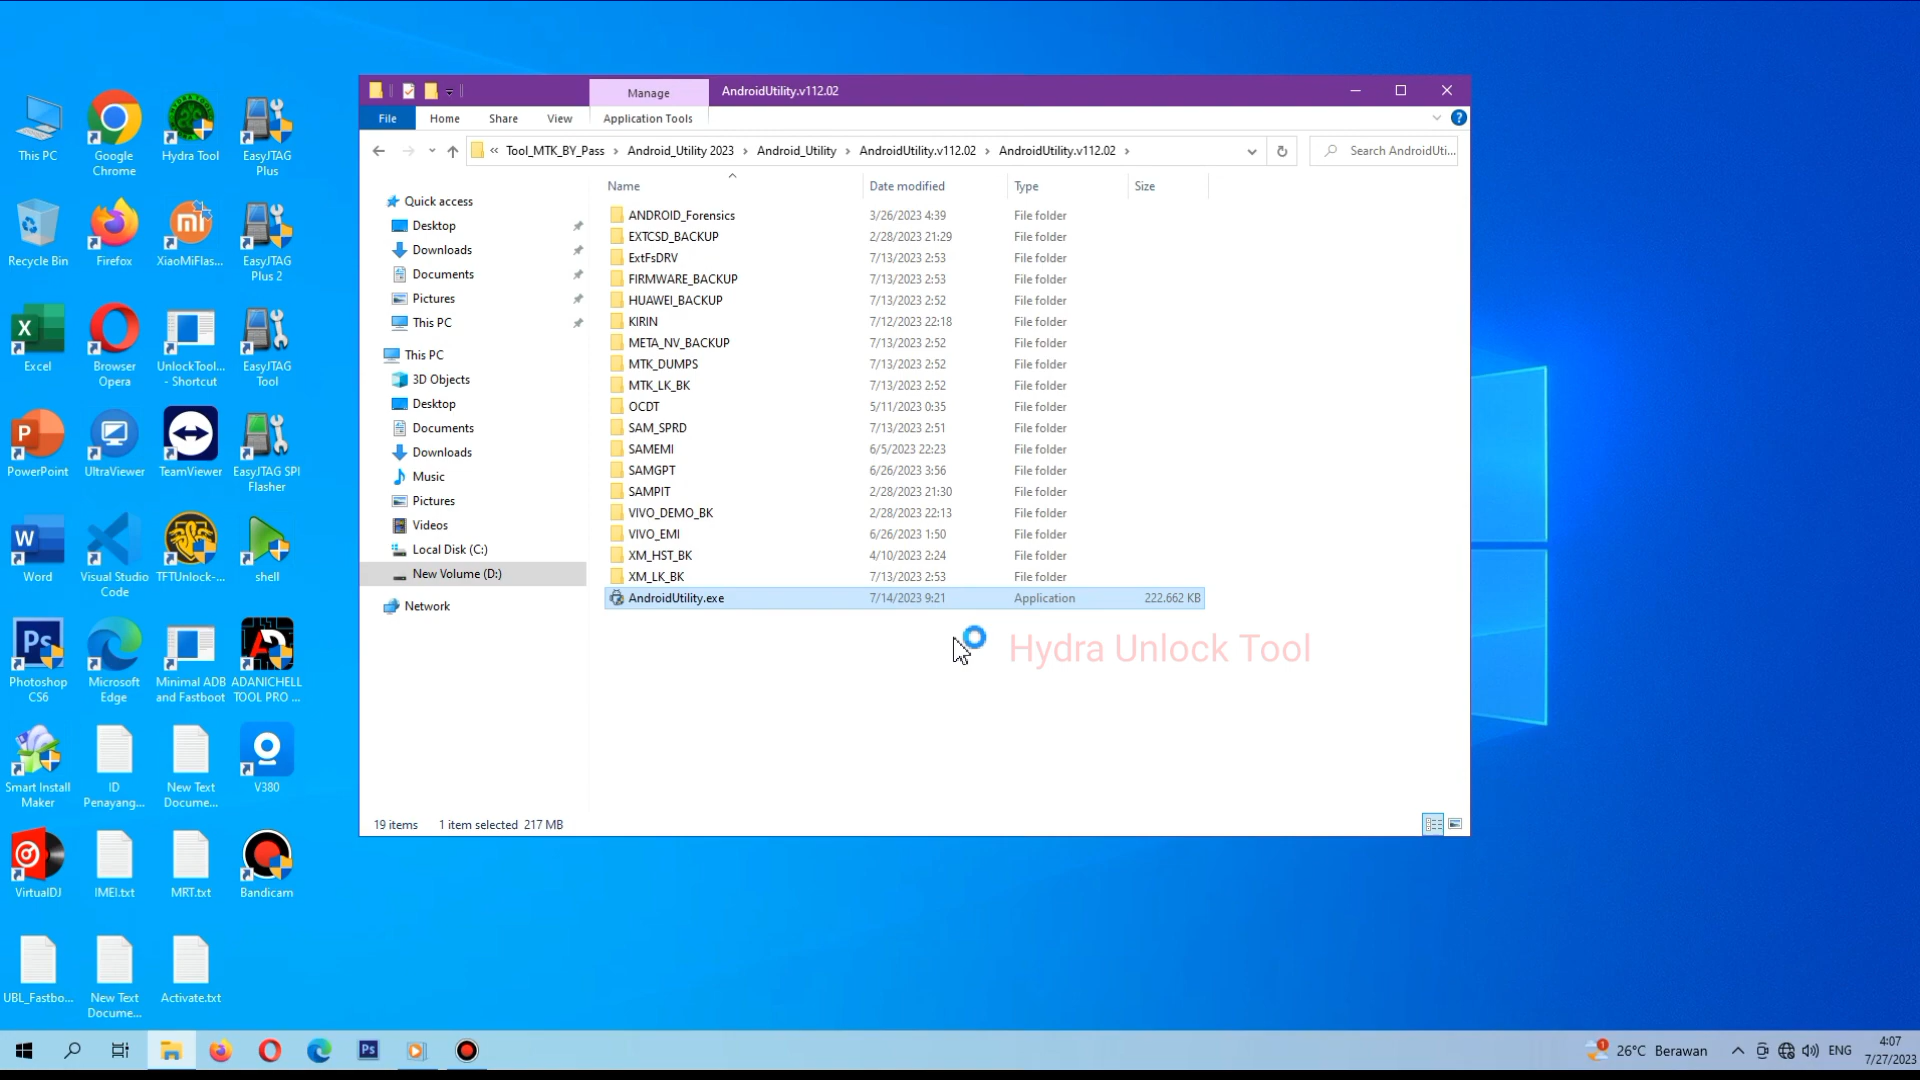 Manage
AndroidUtility.v112.02
File
Home
Share
View
Application Tools
« Tool_MTK_BY_Pass
Android_Utility 2023
Android_Utility
AndroidUtility.v112.02
AndroidUtility.v112.02
Search AndroidUti...
Name
Date modified
Type
Size
Quick access
Desktop
Downloads
Documents
Pictures
This PC
This PC
3D Objects
Desktop
Documents
Downloads
Music
Pictures
Videos
Local Disk (C:)
New Volume (D:)
Network
ANDROID_Forensics 3/26/2023 4:39 File folder
EXTCSD_BACKUP 2/28/2023 21:29 File folder
ExtFsDRV 7/13/2023 2:53 File folder
FIRMWARE_BACKUP 7/13/2023 2:53 File folder
HUAWEI_BACKUP 7/13/2023 2:52 File folder
KIRIN 7/12/2023 22:18 File folder
META_NV_BACKUP 7/13/2023 2:52 File folder
MTK_DUMPS 7/13/2023 2:52 File folder
MTK_LK_BK 7/13/2023 2:52 File folder
OCDT 5/11/2023 0:35 File folder
SAM_SPRD 7/13/2023 2:51 File folder
SAMEMI 6/5/2023 22:23 File folder
SAMGPT 6/26/2023 3:56 File folder
SAMPIT 2/28/2023 21:30 File folder
VIVO_DEMO_BK 2/28/2023 22:13 File folder
VIVO_EMI 6/26/2023 1:50 File folder
XM_HST_BK 4/10/2023 2:24 File folder
XM_LK_BK 7/13/2023 2:53 File folder
AndroidUtility.exe 7/14/2023 9:21 Application 222.662 KB
Hydra Unlock Tool
19 items
1 item selected 217 MB
This PC
Google
Chrome
Hydra Tool
EasyJTAG
Plus
Recycle Bin
Firefox
XiaoMiFlas...
EasyJTAG
Plus 2
Excel
Browser
Opera
UnlockTool...
- Shortcut
EasyJTAG
Tool
PowerPoint
UltraViewer
TeamViewer
EasyJTAG SPI
Flasher
Word
Visual Studio
Code
TFTUnlock-...
shell
Photoshop
CS6
Microsoft
Edge
Minimal ADB
and Fastboot
ADANICHELL
TOOL PRO ...
Smart Install
Maker
ID
Penayang...
New Text
Docume...
V380
VirtualDJ
IMEI.txt
MRT.txt
Bandicam
UBL_Fastbo...
New Text
Docume...
Activate.txt
1
26°C Berawan
ENG
4:07
7/27/2023